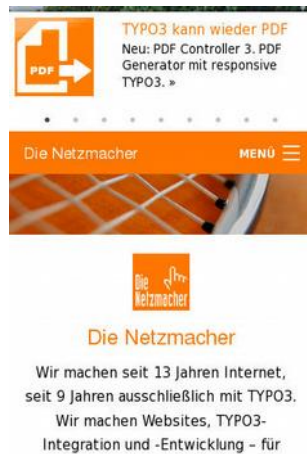 PDF
TYPO3 kann wieder PDF
Neu: PDF Controller 3. PDF
Generator mit responsive
TYPO3. »
Die Netzmacher
MENÜ
Die
Netzmacher
Die Netzmacher
Wir machen seit 13 Jahren Internet,
seit 9 Jahren ausschließlich mit TYPO3.
Wir machen Websites, TYPO3-
Integration und -Entwicklung – für